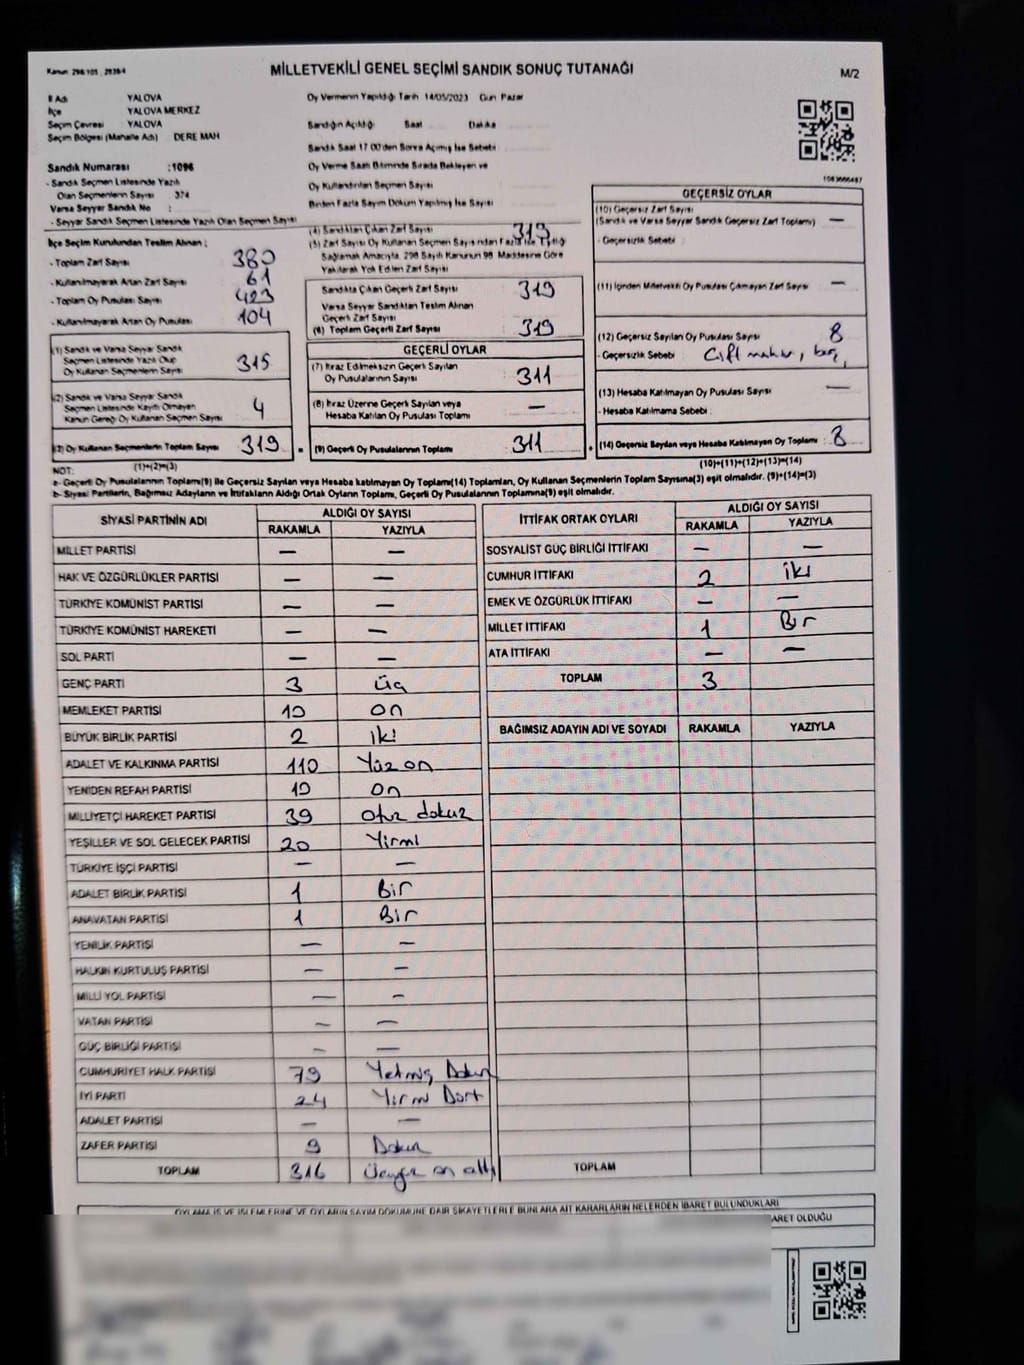 Kanun: 298/105, 2839/4
MİLLETVEKİLİ GENEL SEÇİMİ SANDIK SONUÇ TUTANAĞI
M/2
İl Adı YALOVA
İlçe YALOVA MERKEZ
Seçim Çevresi YALOVA
Seçim Bölgesi (Mahalle Adı) DERE MAH
Sandık Numarası :1096
- Sandık Seçmen Listesinde Yazılı
Olan Seçmenlerin Sayısı 374
Varsa Seyyar Sandık No :
- Seyyar Sandık Seçmen Listesinde Yazılı Olan Seçmen Sayısı
Oy Vermenin Yapıldığı Tarih 14/05/2023 Gün Pazar
Sandığın Açıldığı Saat Dakika
Sandık Saat 17 00'den Sonra Açılmış İse Sebebi
Oy Verme Saati Bitiminde Sırada Bekleyen ve
Oy Kullandırılan Seçmen Sayısı
Birden Fazla Sayım Döküm Yapılmış İse Sayısı
İlçe Seçim Kurulundan Teslim Alınan ;
- Toplam Zarf Sayısı 380
- Kullanılmayarak Artan Zarf Sayısı 61
- Toplam Oy Pusulası Sayısı 423
- Kullanılmayarak Artan Oy Pusulası 104
(1) Sandık ve Varsa Seyyar Sandık
Seçmen Listesinde Yazılı Olup
Oy Kullanan Seçmenlerin Sayısı 315
(2) Sandık ve Varsa Seyyar Sandık
Seçmen Listesinde Kayıtlı Olmayan
Kanun Gereği Oy Kullanan Seçmen Sayısı 4
(3) Oy Kullanan Seçmenlerin Toplam Sayısı 319
(1)+(2)=(3)
(4) Sandıktan Çıkan Zarf Sayısı 319
(5) Zarf Sayısı Oy Kullanan Seçmen Sayısından Fazla İse Eşitliği
Sağlamak Amacıyla, 298 Sayılı Kanunun 98. Maddesine Göre
Yakılarak Yok Edilen Zarf Sayısı
Sandıkta Çıkan Geçerli Zarf Sayısı 319
Varsa Seyyar Sandıktan Teslim Alınan
Geçerli Zarf Sayısı
(6) Toplam Geçerli Zarf Sayısı 319
GEÇERLİ OYLAR
(7) İtiraz Edilmeksizin Geçerli Sayılan
Oy Pusulalarının Sayısı 311
(8) İtiraz Üzerine Geçerli Sayılan veya
Hesaba Katılan Oy Pusulası Toplamı —
(9) Geçerli Oy Pusulalarının Toplamı 311
GEÇERSİZ OYLAR
(10) Geçersiz Zarf Sayısı
(Sandık ve Varsa Seyyar Sandık Geçersiz Zarf Toplamı) —
- Geçersizlik Sebebi :
(11) İçinden Milletvekili Oy Pusulası Çıkmayan Zarf Sayısı —
(12) Geçersiz Sayılan Oy Pusulası Sayısı 8
- Geçersizlik Sebebi :
(13) Hesaba Katılmayan Oy Pusulası Sayısı —
- Hesaba Katılmama Sebebi :
(14) Geçersiz Sayılan veya Hesaba Katılmayan Oy Toplamı : 8
(10)+(11)+(12)+(13)=(14)
NOT:
a- Geçerli Oy Pusulalarının Toplamı(9) ile Geçersiz Sayılan veya Hesaba katılmayan Oy Toplamı(14) Toplamları, Oy Kullanan Seçmenlerin Toplam Sayısına(3) eşit olmalıdır. (9)+(14)=(3)
b- Siyasi Partilerin, Bağımsız Adayların ve İttifakların Aldığı Ortak Oyların Toplamı, Geçerli Oy Pusulalarının Toplamına(9) eşit olmalıdır.
SİYASİ PARTİNİN ADI ALDIĞI OY SAYISI
RAKAMLA YAZIYLA
MİLLET PARTİSİ — —
HAK VE ÖZGÜRLÜKLER PARTİSİ — —
TÜRKİYE KOMÜNİST PARTİSİ — —
TÜRKİYE KOMÜNİST HAREKETİ — —
SOL PARTİ — —
GENÇ PARTİ 3 üç
MEMLEKET PARTİSİ 10 on
BÜYÜK BİRLİK PARTİSİ 2 iki
ADALET VE KALKINMA PARTİSİ 110 Yüz on
YENİDEN REFAH PARTİSİ 10 on
MİLLİYETÇİ HAREKET PARTİSİ 39 otuz dokuz
YEŞİLLER VE SOL GELECEK PARTİSİ 20 Yirmi
TÜRKİYE İŞÇİ PARTİSİ — —
ADALET BİRLİK PARTİSİ 1 Bir
ANAVATAN PARTİSİ 1 Bir
YENİLİK PARTİSİ — —
HALKIN KURTULUŞ PARTİSİ — —
MİLLİ YOL PARTİSİ — —
VATAN PARTİSİ — —
GÜÇ BİRLİĞİ PARTİSİ — —
CUMHURİYET HALK PARTİSİ 79 Yetmiş Dokuz
İYİ PARTİ 24 Yirmi Dört
ADALET PARTİSİ — —
ZAFER PARTİSİ 9 Dokuz
TOPLAM 316 üçyüz on altı
İTTİFAK ORTAK OYLARI ALDIĞI OY SAYISI
RAKAMLA YAZIYLA
SOSYALİST GÜÇ BİRLİĞİ İTTİFAKI — —
CUMHUR İTTİFAKI 2 iki
EMEK VE ÖZGÜRLÜK İTTİFAKI — —
MİLLET İTTİFAKI 1 Bir
ATA İTTİFAKI — —
TOPLAM 3
BAĞIMSIZ ADAYIN ADI VE SOYADI RAKAMLA YAZIYLA
TOPLAM
OYLAMA İŞ VE İŞLEMLERİNE VE OYLARIN SAYIM DÖKÜMÜNE DAİR ŞİKAYETLERLE BUNLARA AİT KARARLARIN NELERDEN İBARET BULUNDUKLARI
ARET OLDUĞU